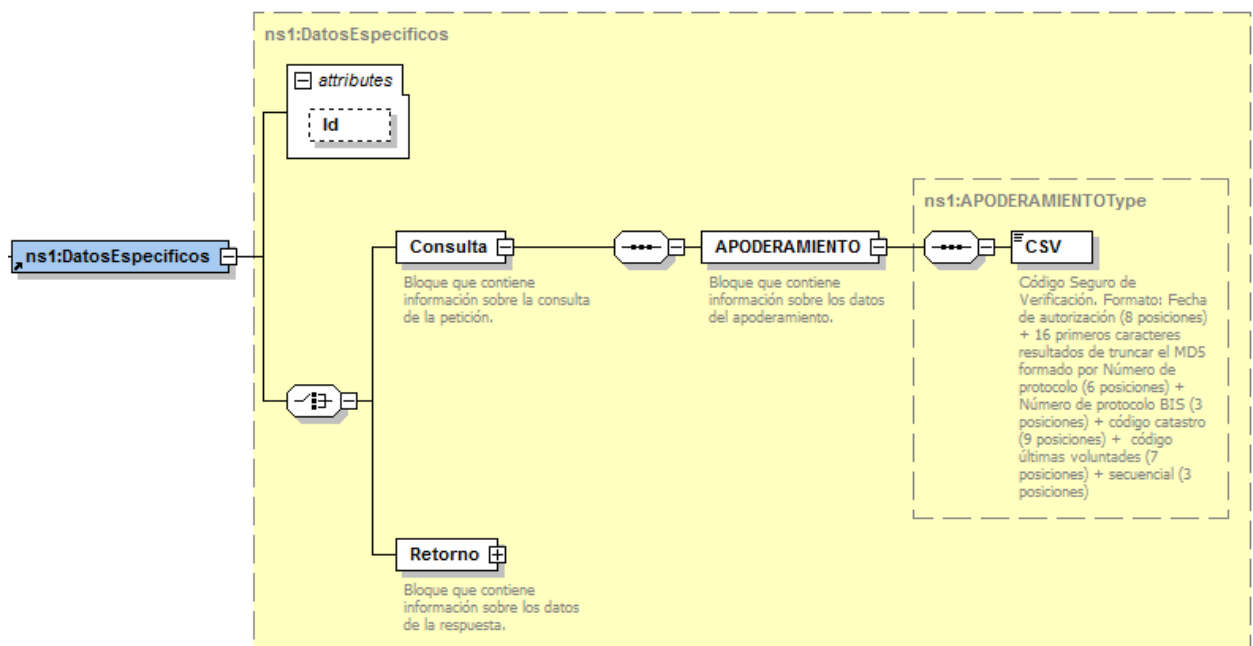 ns1:DatosEspecificos
attributes
Id
ns1:APODERAMIENTOType
ns1:DatosEspecificos
Consulta
APODERAMIENTO
CSV
Bloque que contiene
información sobre la consulta
de la petición.
Bloque que contiene
información sobre los datos
del apoderamiento.
Código Seguro de
Verificación. Formato: Fecha
de autorización (8 posiciones)
+ 16 primeros caracteres
resultados de truncar el MD5
formado por Número de
protocolo (6 posiciones) +
Número de protocolo BIS (3
posiciones) + código catastro
(9 posiciones) +  código
últimas voluntades (7
posiciones) + secuencial (3
posiciones)
Retorno
Bloque que contiene
información sobre los datos
de la respuesta.